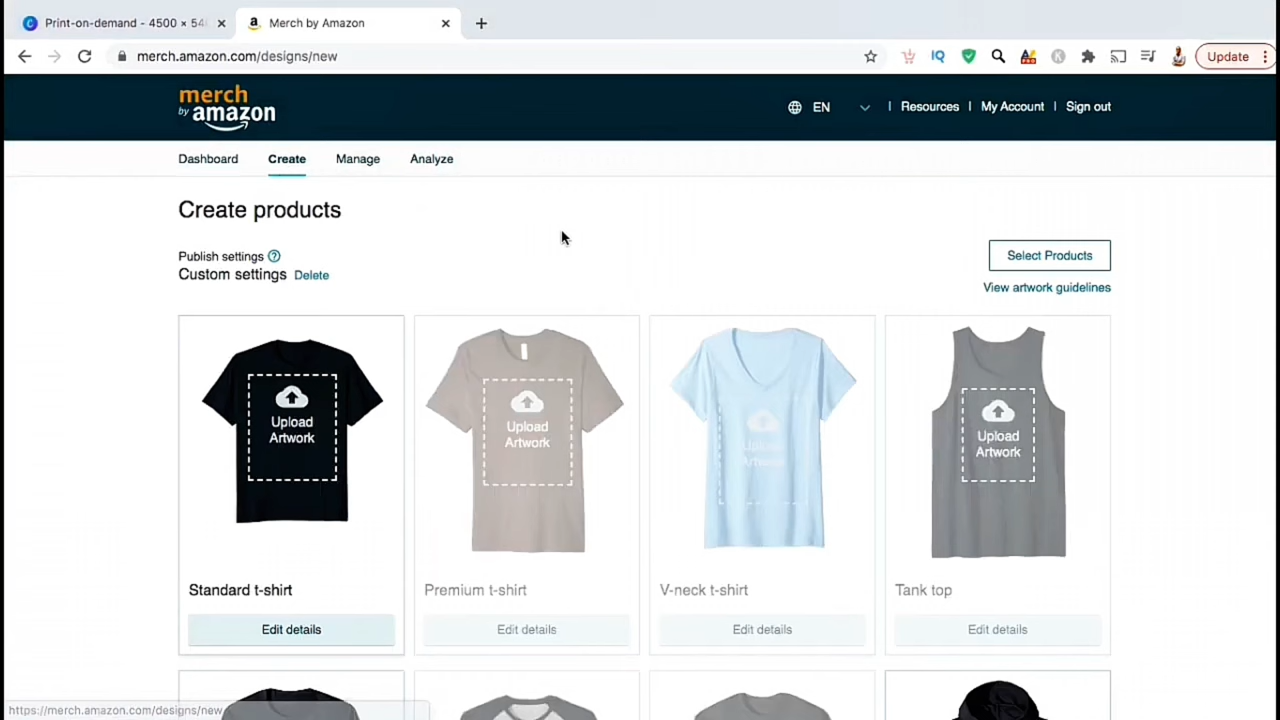 Print-on-demand - 4500 × 54
Merch by Amazon
merch.amazon.com/designs/new
Update
merch
by amazon
EN
Resources
My Account
Sign out
Dashboard
Create
Manage
Analyze
Create products
Publish settings
Custom settings Delete
Select Products
View artwork guidelines
Upload
Artwork
Upload
Artwork
Upload
Artwork
Upload
Artwork
Standard t-shirt
Premium t-shirt
V-neck t-shirt
Tank top
Edit details
Edit details
Edit details
Edit details
https://merch.amazon.com/designs/new